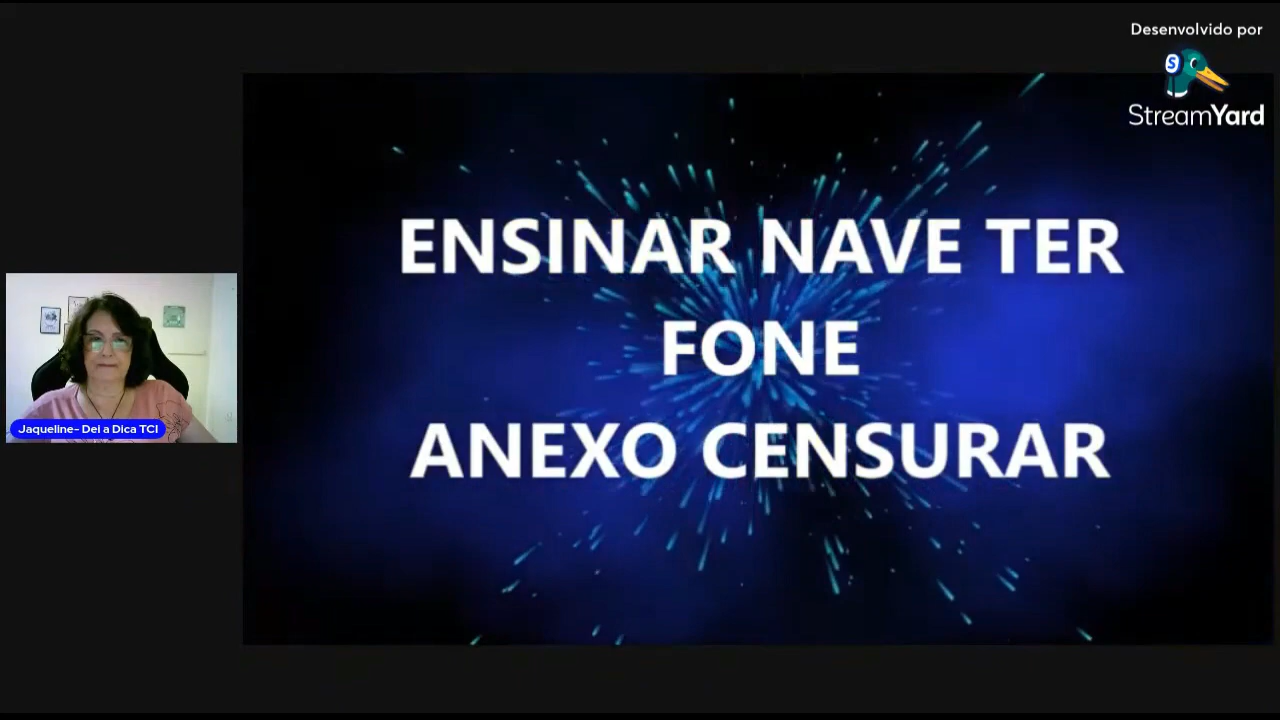 Desenvolvido por
StreamYard
ENSINAR NAVE TER
FONE
ANEXO CENSURAR
Jaqueline- Dei a Dica TCI